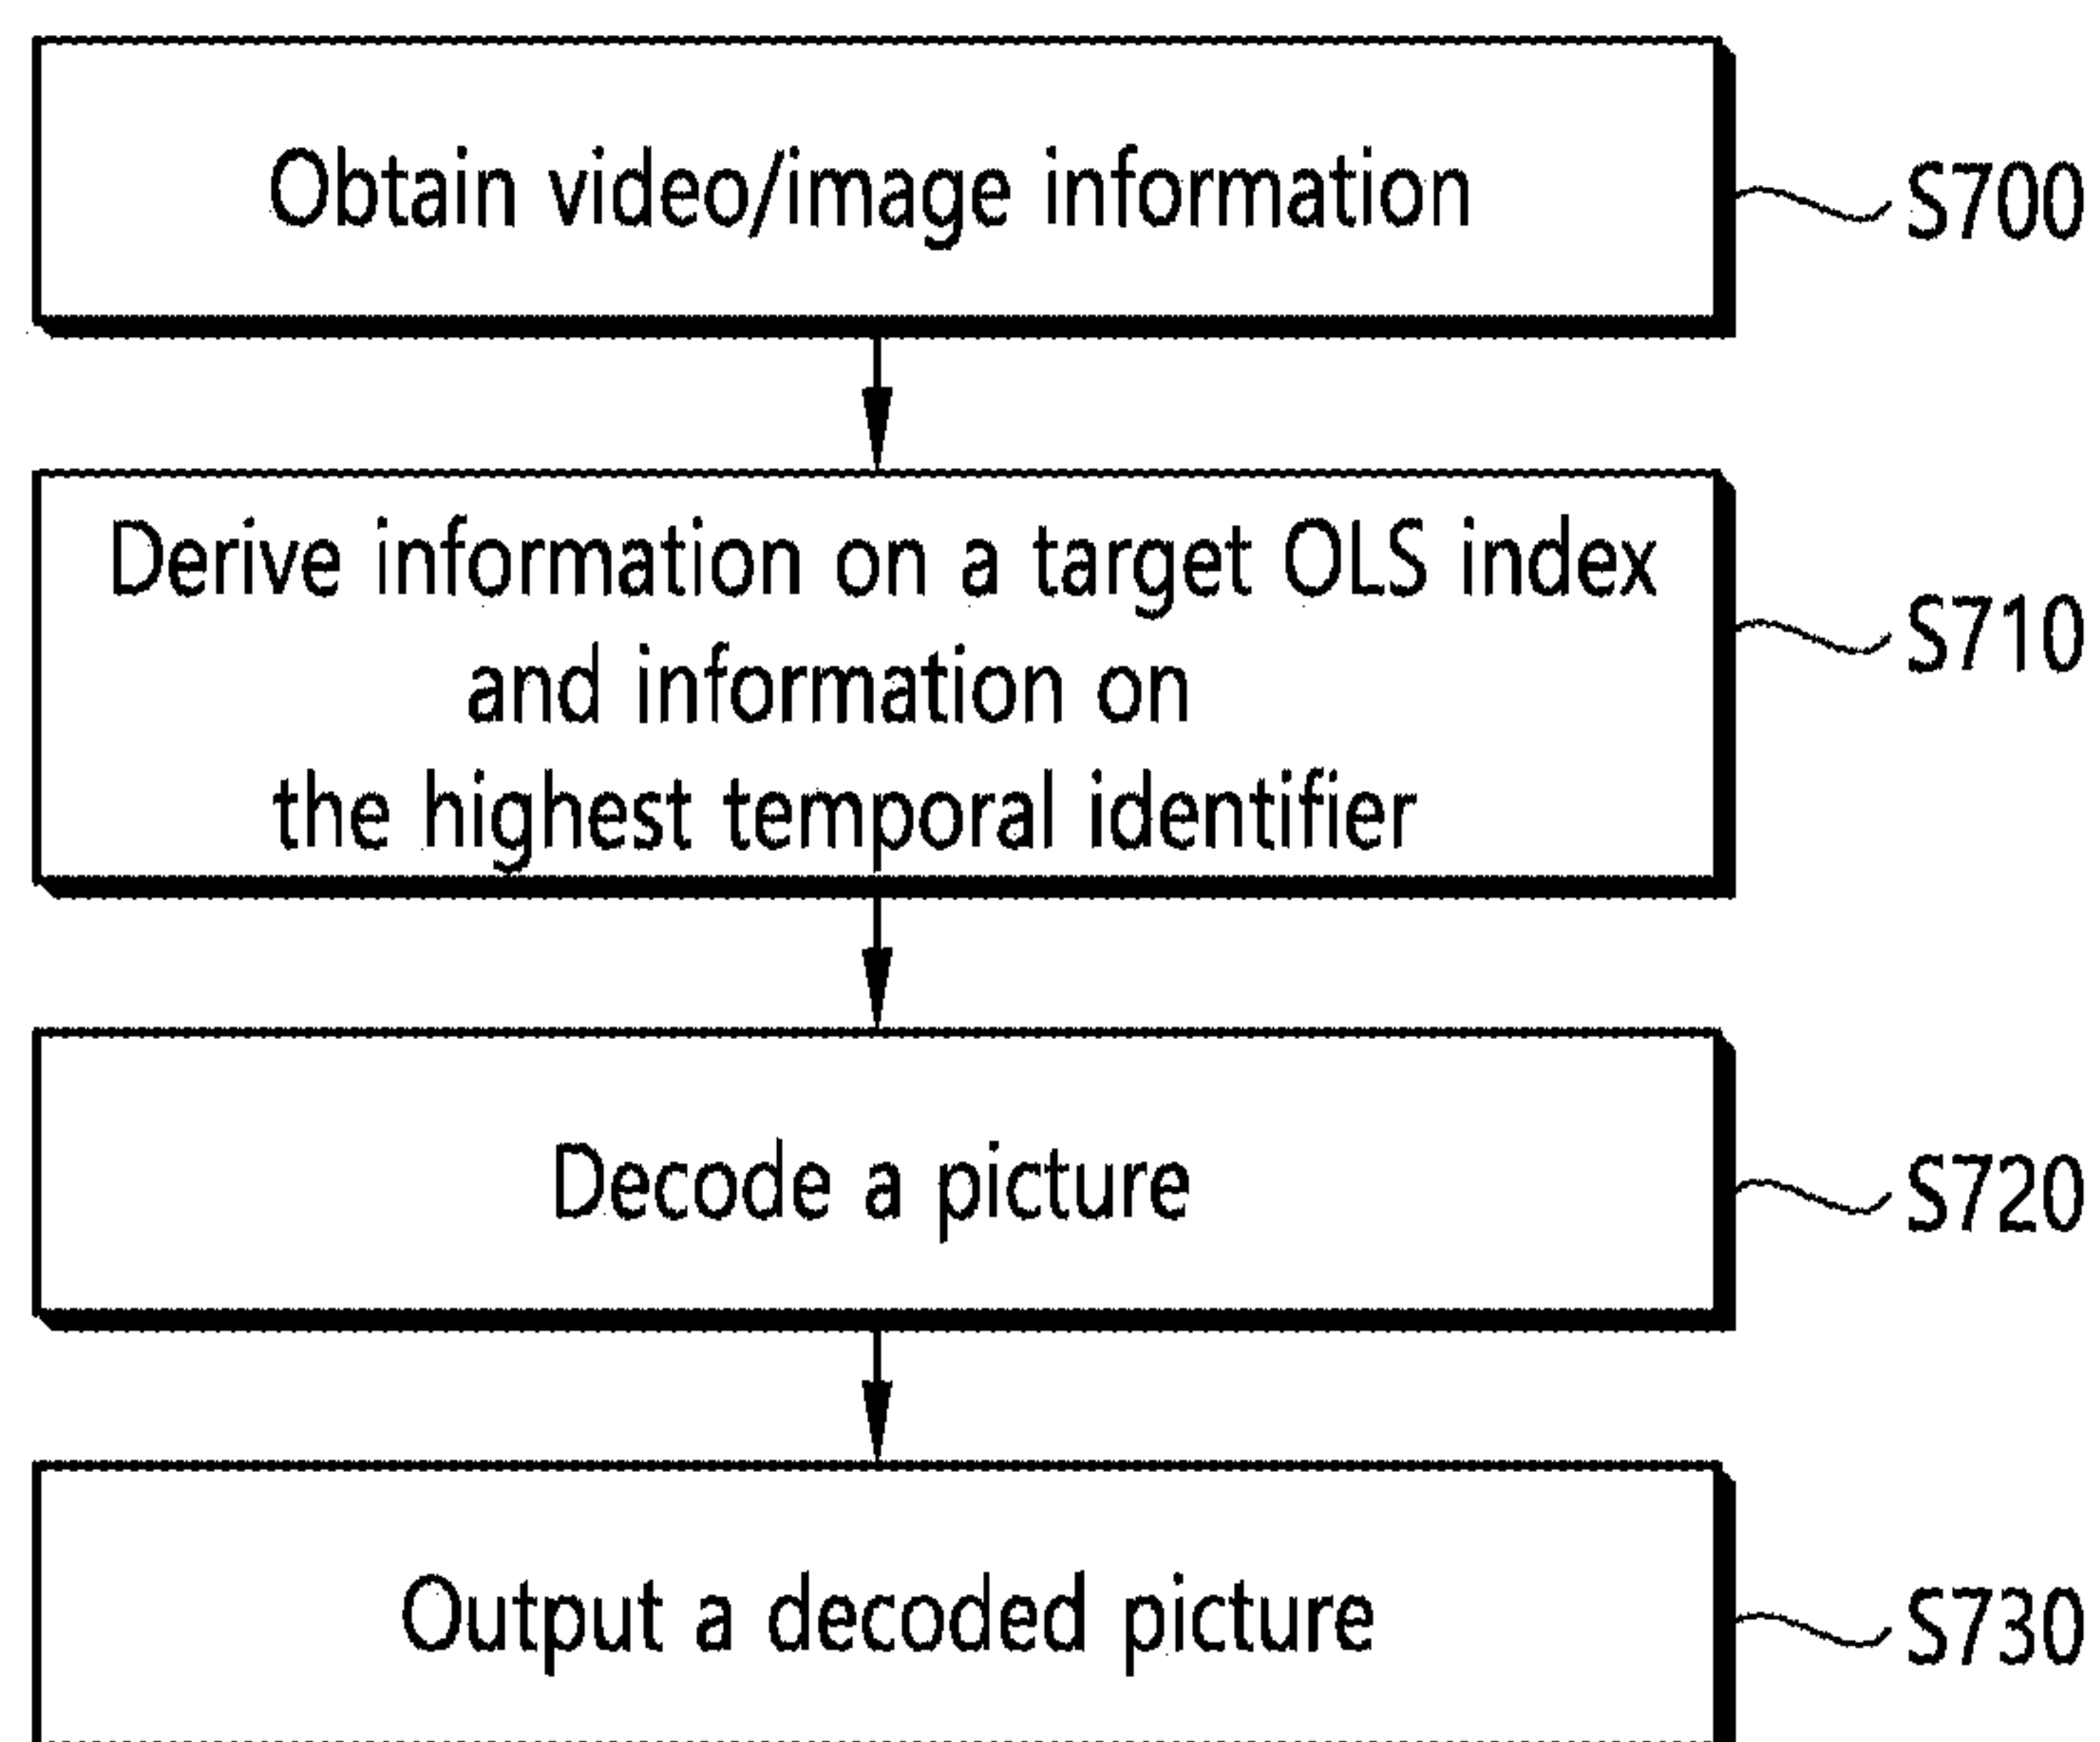 Obtain video/image information
S700
Derive information on a target OLS index
and information on
the highest temporal identifier
S710
Decode a picture
S720
Output a decoded picture
S730